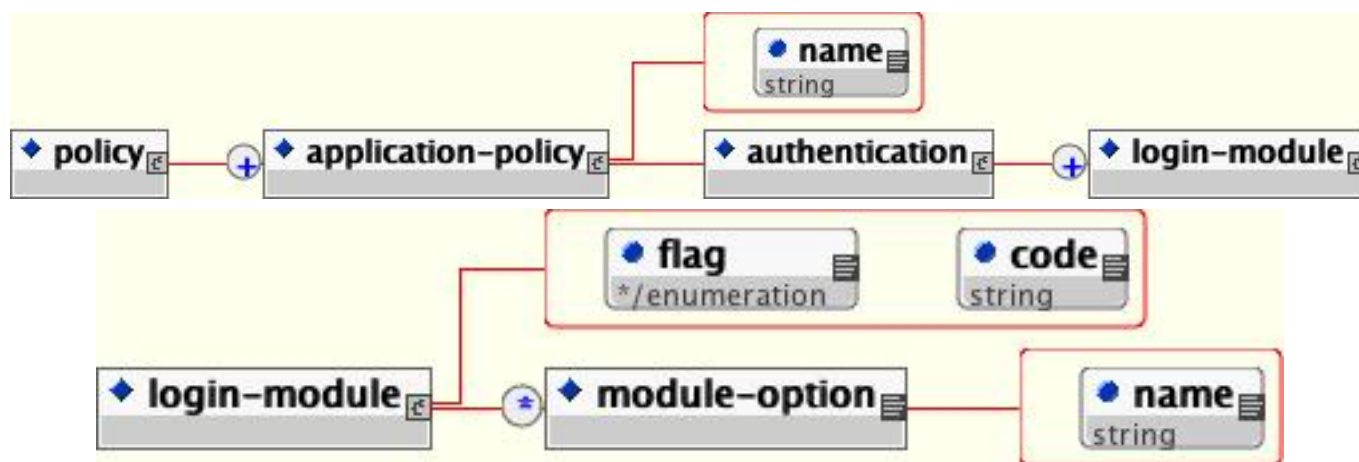 name
string
policy
application-policy
authentication
login-module
flag
*/enumeration
code
string
login-module
module-option
name
string